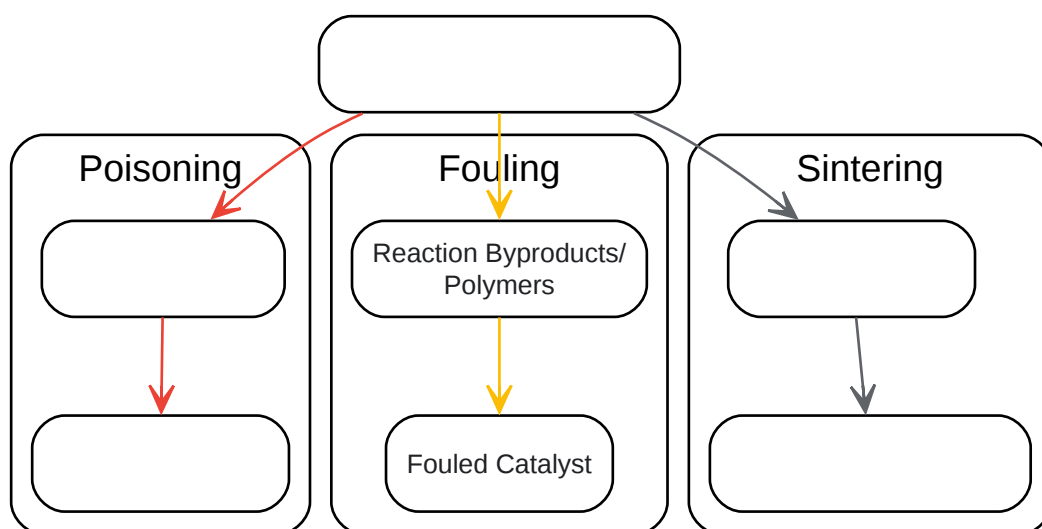 Poisoning
Fouling
Sintering
Reaction Byproducts/
Polymers
Fouled Catalyst